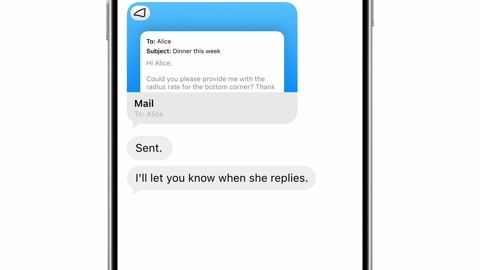 To: Alice
Subject: Dinner this week
Hi Alice,
Could you please provide me with the
radius rate for the bottom corner? Thank
Mail
To: Alice
Sent.
I'll let you know when she replies.